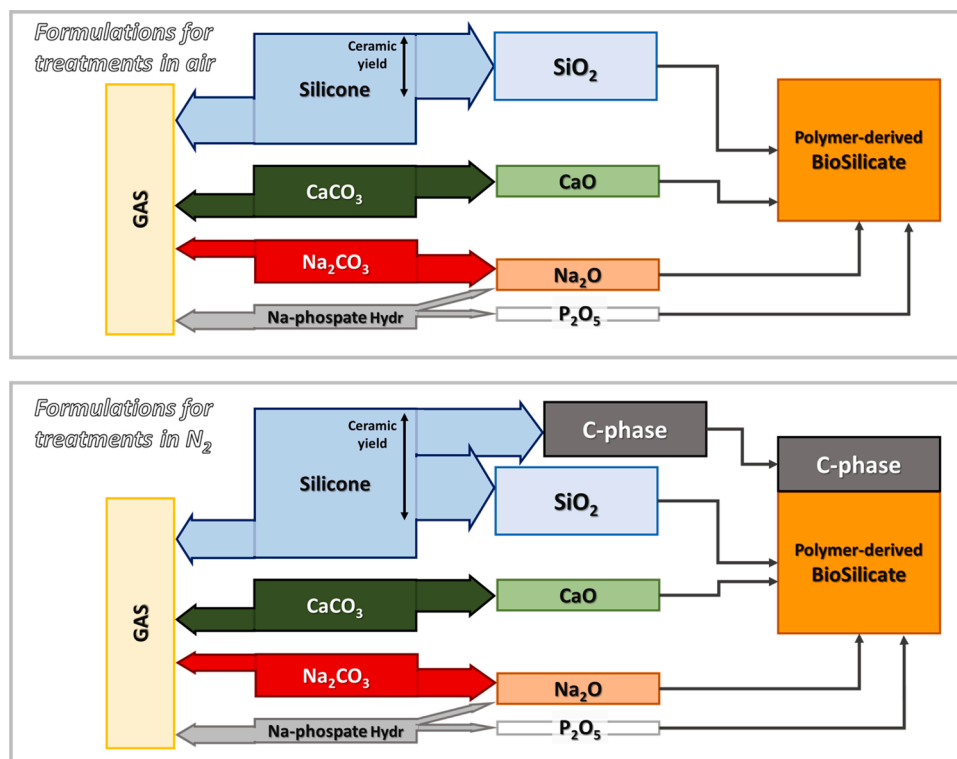 Formulations for
treatments in air
Ceramic
yield
Silicone
SiO₂
Polymer-derived
BioSilicate
GAS
CaCO₃
CaO
Na₂CO₃
Na₂O
Na-phospate Hydr
P₂O₅
Formulations for
treatments in N₂
Ceramic
yield
Silicone
C-phase
C-phase
SiO₂
Polymer-derived
BioSilicate
GAS
CaCO₃
CaO
Na₂CO₃
Na₂O
Na-phospate Hydr
P₂O₅